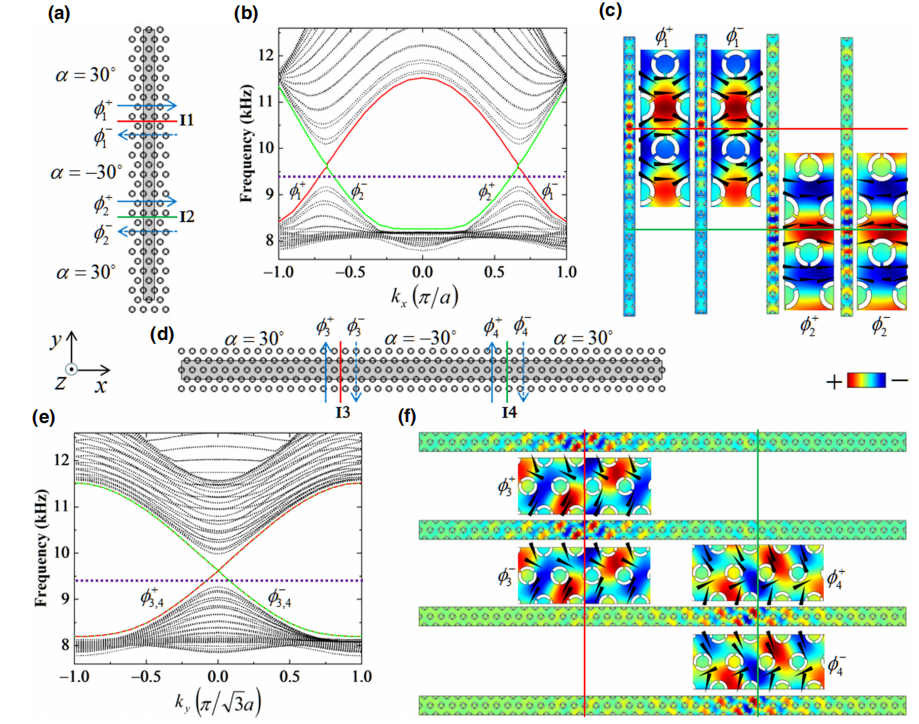 (a)
α = 30°
ϕ₁⁺
I1
ϕ₁⁻
α = −30°
ϕ₂⁺
I2
ϕ₂⁻
α = 30°
(b)
Frequency (kHz)
12
11
10
9
8
ϕ₁⁺ ϕ₂⁻ ϕ₂⁺ ϕ₁⁻
−1.0 −0.5 0.0 0.5 1.0
kₓ (π/a)
(c)
ϕ₁⁺ ϕ₁⁻
ϕ₂⁺ ϕ₂⁻
+ −
y
z x
(d)
α = 30° ϕ₃⁺ ϕ₃⁻ α = −30° ϕ₄⁺ ϕ₄⁻ α = 30°
I3 I4
(e)
Frequency (kHz)
12
11
10
9
8
ϕ₃,₄⁺ ϕ₃,₄⁻
−1.0 −0.5 0.0 0.5 1.0
k_y (π/√3a)
(f)
ϕ₃⁺
ϕ₃⁻ ϕ₄⁺
ϕ₄⁻